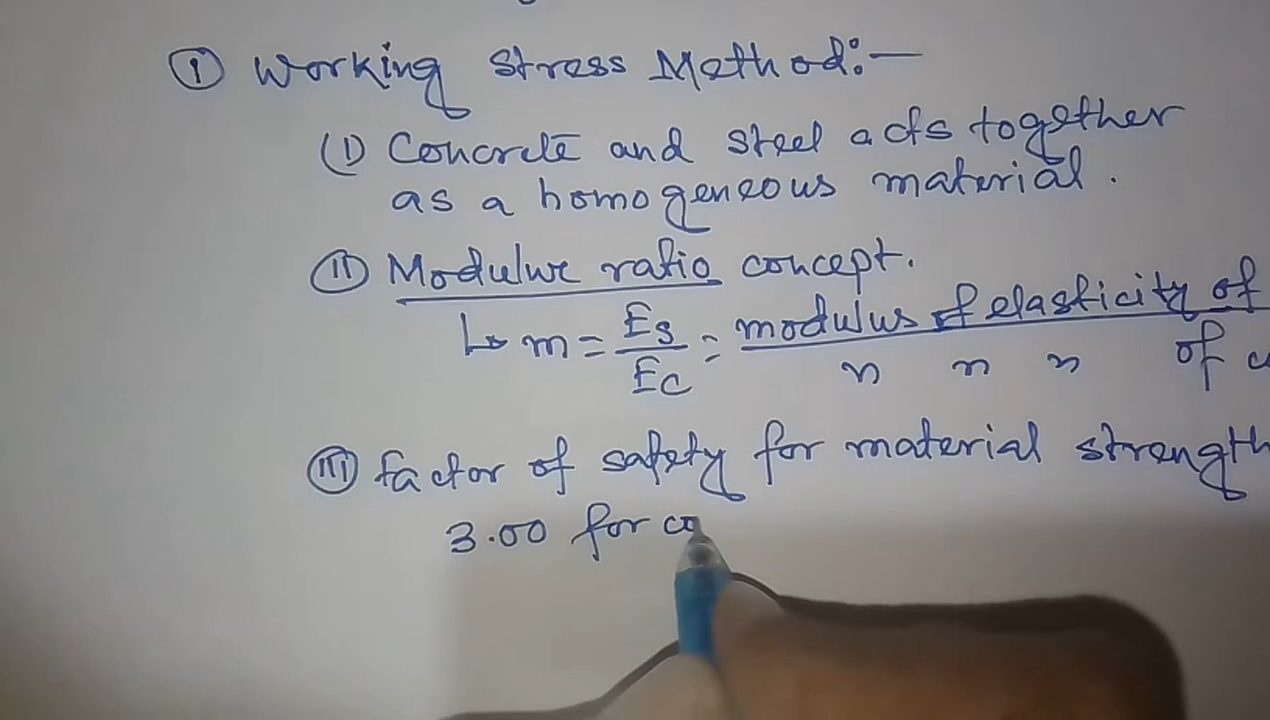 ① Working Stress Method:-
(I) Concrete and steel acts together
as a homogeneous material.
(II) Modular ratio concept.
↳ m = Es/Ec = modulus of elasticity of
" " " of c
(III) factor of safety for material strength
3.00 for co